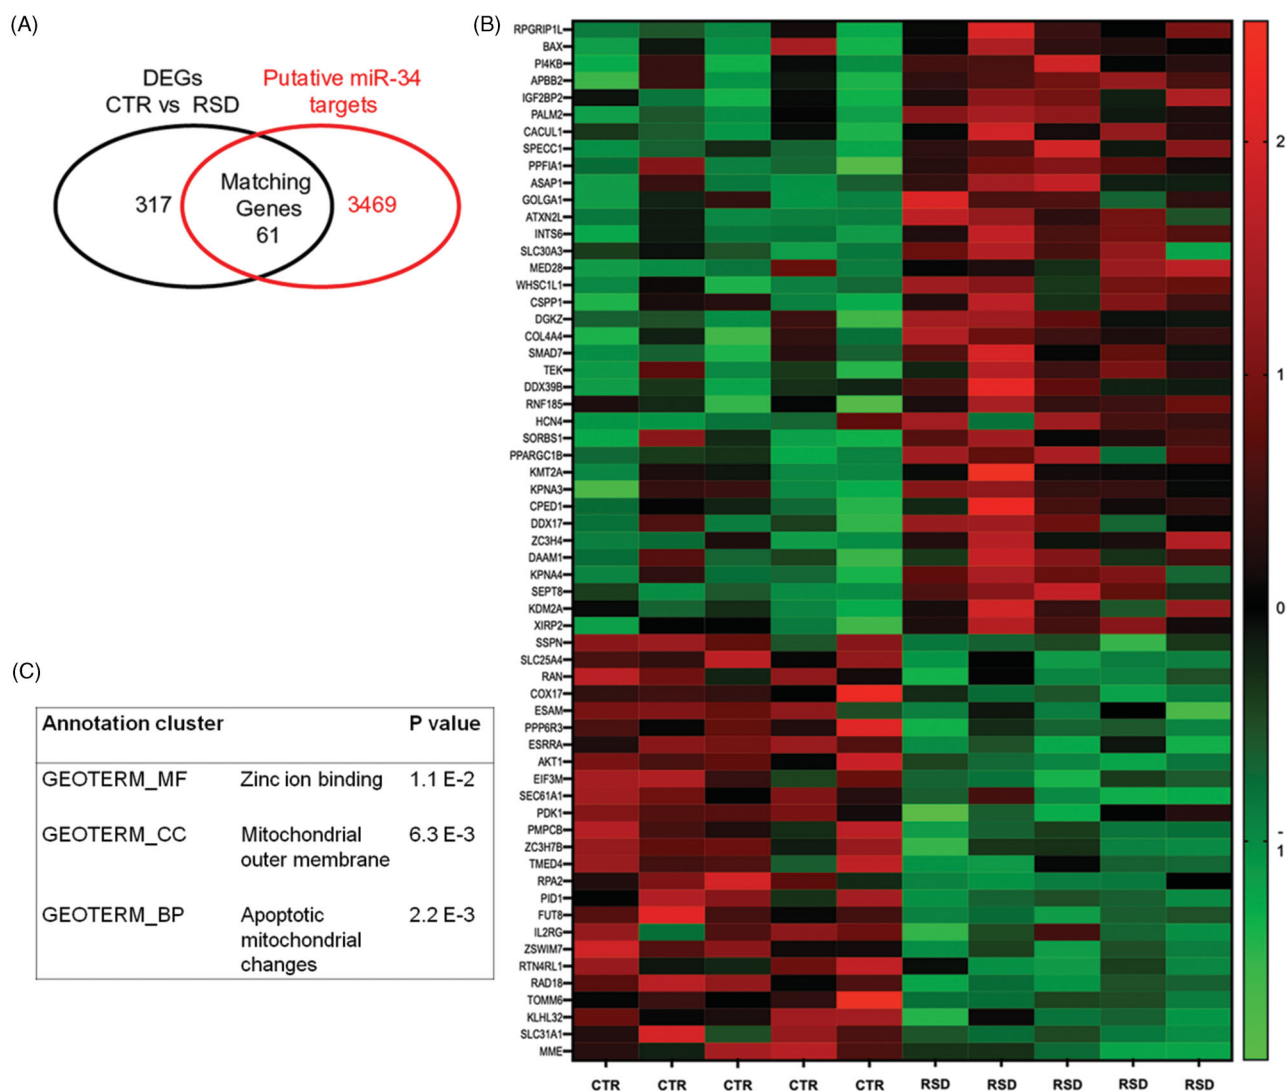 (A)
DEGs
CTR vs RSD
Putative miR-34
targets
317
Matching
Genes
61
3469
(B)
RPGRIP1L
BAX
PI4KB
APBB2
IGF2BP2
PALM2
CACUL1
SPECC1
PPFIA1
ASAP1
GOLGA1
ATXN2L
INTS6
SLC30A3
MED28
WHSC1L1
CSPP1
DGKZ
COL4A4
SMAD7
TEK
DDX39B
RNF185
HCN4
SORBS1
PPARGC1B
KMT2A
KPNA3
CPED1
DDX17
ZC3H4
DAAM1
KPNA4
SEPT8
KDM2A
XIRP2
SSPN
SLC25A4
RAN
COX17
ESAM
PPP6R3
ESRRA
AKT1
EIF3M
SEC61A1
PDK1
PMPCB
ZC3H7B
TMED4
RPA2
PID1
FUT8
IL2RG
ZSWIM7
RTN4RL1
RAD18
TOMM6
KLHL32
SLC31A1
MME
CTR CTR CTR CTR CTR RSD RSD RSD RSD RSD
2
1
0
-
1
(C)
Annotation cluster P value
GEOTERM_MF Zinc ion binding 1.1 E-2
GEOTERM_CC Mitochondrial 6.3 E-3
outer membrane
GEOTERM_BP Apoptotic 2.2 E-3
mitochondrial
changes